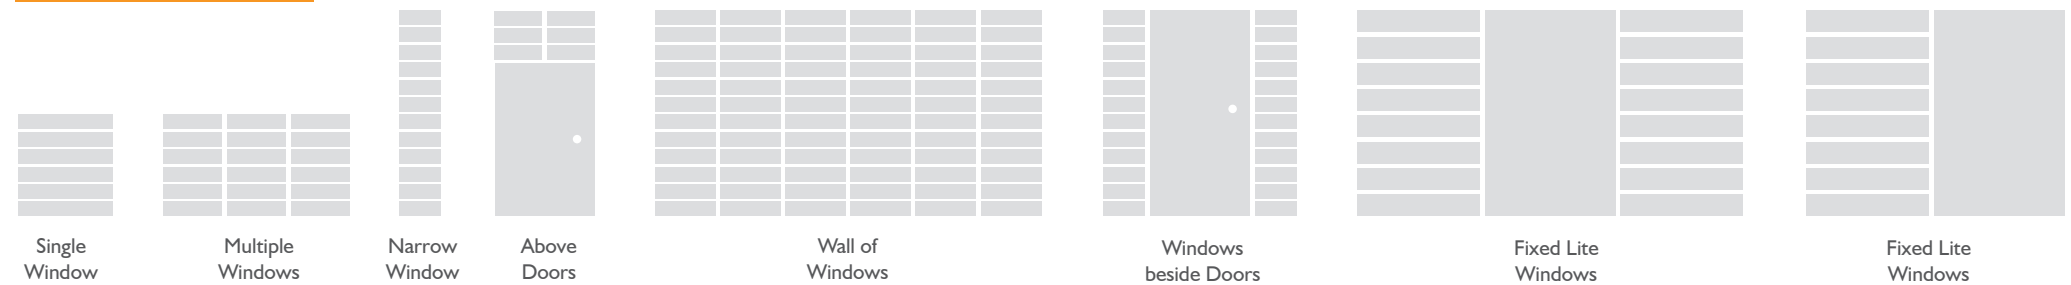 Single
Window
Multiple
Windows
Narrow
Window
Above
Doors
Wall of
Windows
Windows
beside Doors
Fixed Lite
Windows
Fixed Lite
Windows